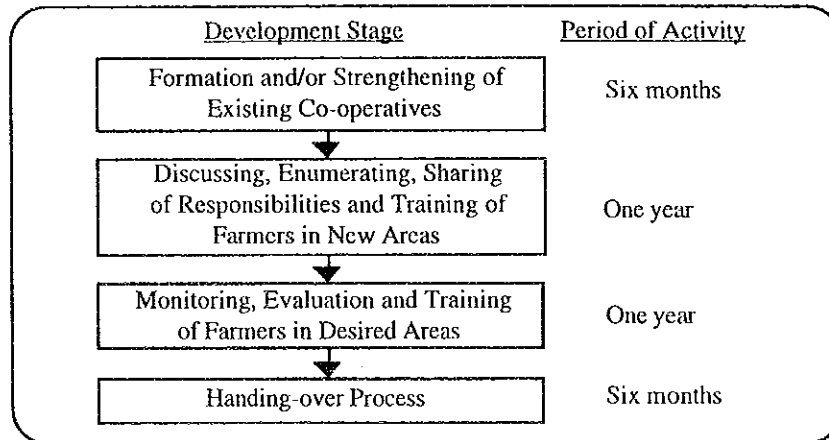 Development Stage Period of Activity
Formation and/or Strengthening of
Existing Co-operatives
Six months
Discussing, Enumerating, Sharing
of Responsibilities and Training of
Farmers in New Areas
One year
Monitoring, Evaluation and Training
of Farmers in Desired Areas
One year
Handing-over Process
Six months